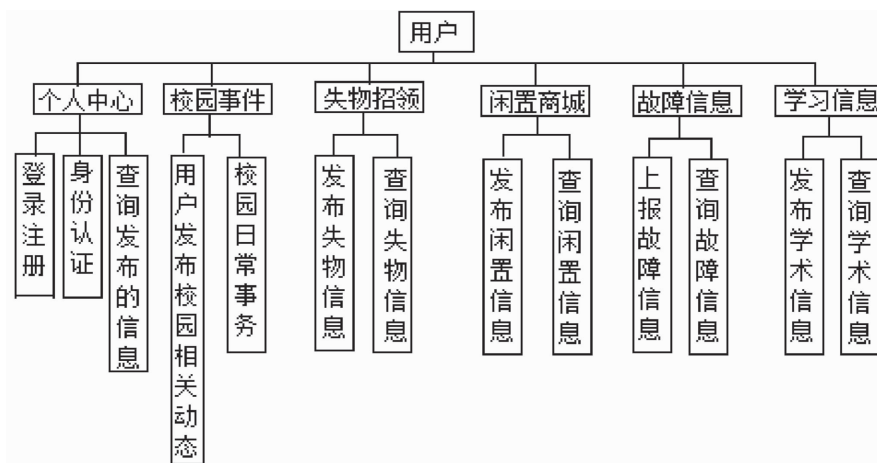 用户
个人中心
校园事件
失物招领
闲置商城
故障信息
学习信息
登录注册
身份认证
查询发布的信息
用户发布校园相关动态
校园日常事务
发布失物信息
查询失物信息
发布闲置信息
查询闲置信息
上报故障信息
查询故障信息
发布学术信息
查询学术信息